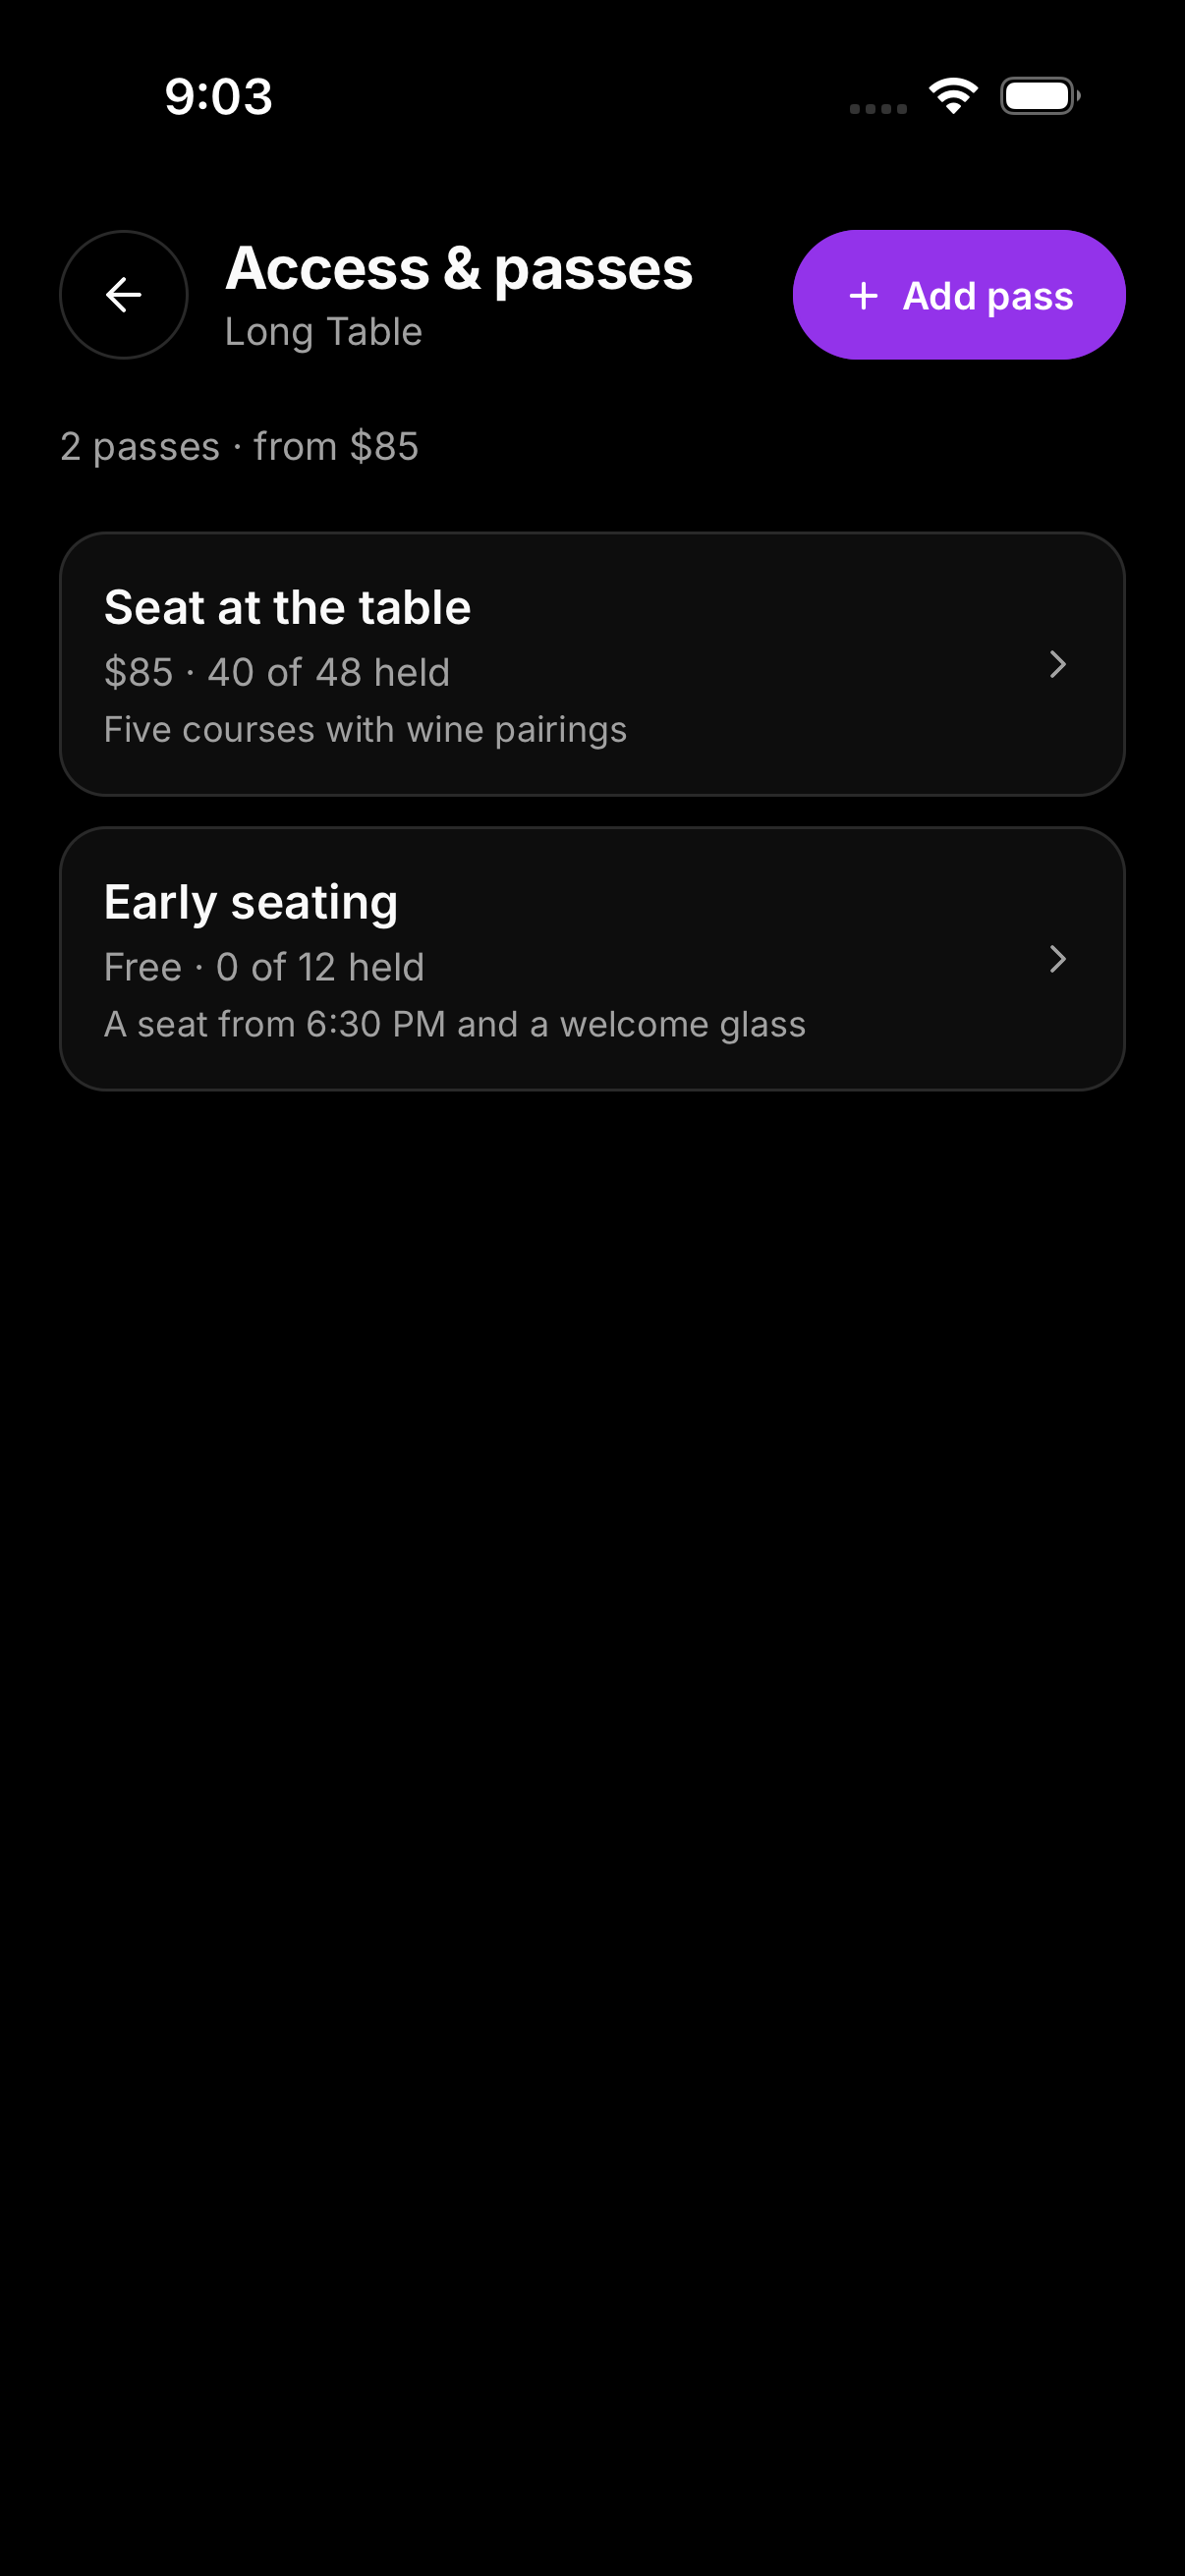 9:03
Access & passes
Long Table
Add pass
2 passes · from $85
Seat at the table
$85 · 40 of 48 held
Five courses with wine pairings
Early seating
Free · 0 of 12 held
A seat from 6:30 PM and a welcome glass